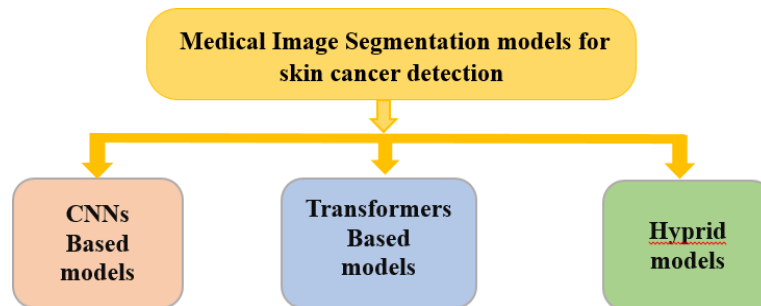 Medical Image Segmentation models for
skin cancer detection
CNNs
Based
models
Transformers
Based
models
Hyprid
models